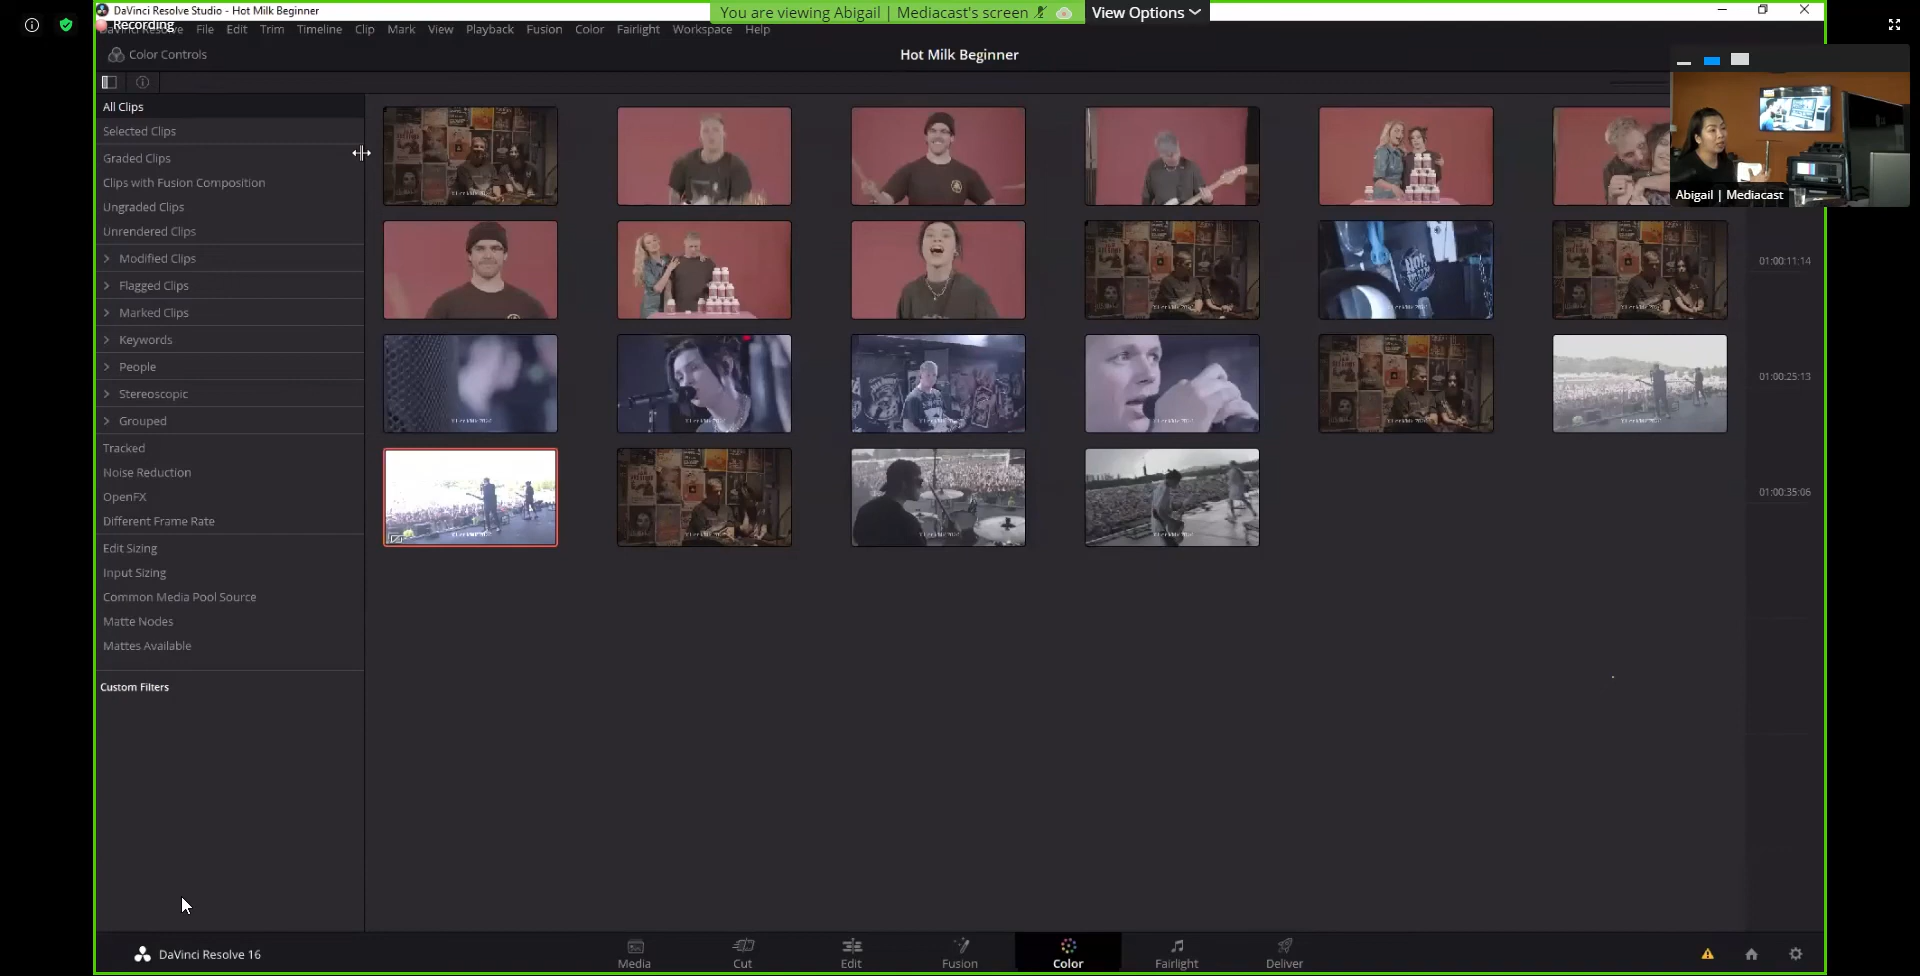 DaVinci Resolve Studio - Hot Milk Beginner
You are viewing Abigail | Mediacast's screen
View Options
Recording
DaVinci Resolve File Edit Trim Timeline Clip Mark View Playback Fusion Color Fairlight Workspace Help
Color Controls
Hot Milk Beginner
All Clips
Selected Clips
Graded Clips
Clips with Fusion Composition
Ungraded Clips
Unrendered Clips
Modified Clips
Flagged Clips
Marked Clips
Keywords
People
Stereoscopic
Grouped
Tracked
Noise Reduction
OpenFX
Different Frame Rate
Edit Sizing
Input Sizing
Common Media Pool Source
Matte Nodes
Mattes Available
Custom Filters
Abigail | Mediacast
01:00:11:14
01:00:25:13
01:00:35:06
DaVinci Resolve 16
Media
Cut
Edit
Fusion
Color
Fairlight
Deliver